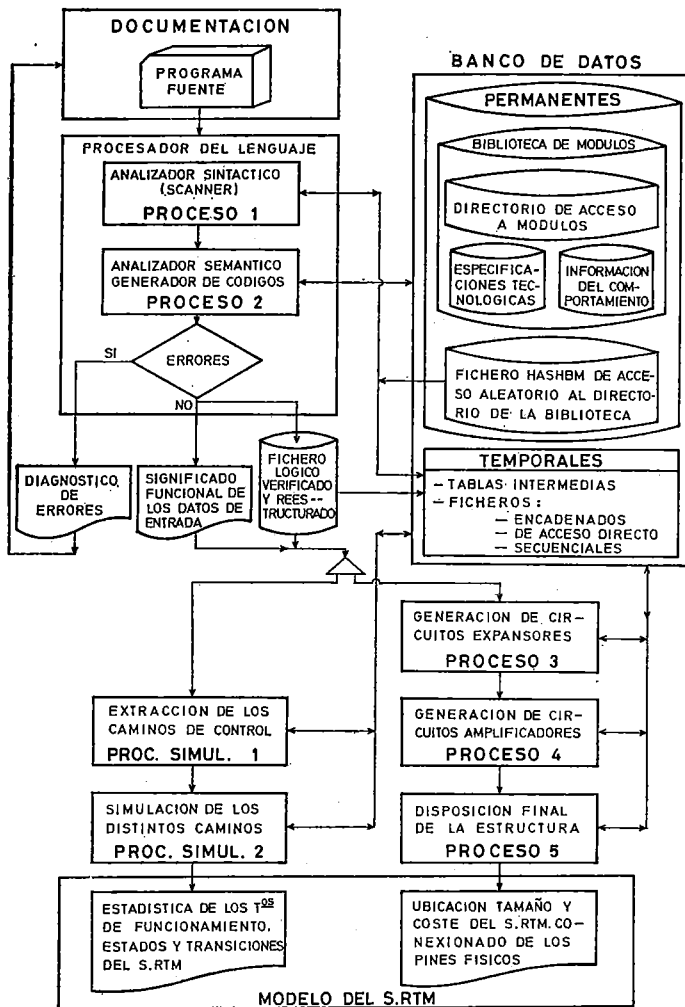 DOCUMENTACION
PROGRAMA
FUENTE
PROCESADOR DEL LENGUAJE
ANALIZADOR SINTACTICO
(SCANNER)
PROCESO 1
ANALIZADOR SEMANTICO
GENERADOR DE CODIGOS
PROCESO 2
SI
ERRORES
NO
DIAGNOSTICO
DE
ERRORES
SIGNIFICADO
FUNCIONAL DE
LOS DATOS DE
ENTRADA
FICHERO
LOGICO
VERIFICADO
Y REES--
TRUCTURADO
BANCO DE DATOS
PERMANENTES
BIBLIOTECA DE MODULOS
DIRECTORIO DE ACCESO
A MODULOS
ESPECIFICA-
CIONES TEC-
NOLOGICAS
INFORMACION
DEL COM-
PORTAMIENTO
FICHERO HASHBM DE ACCE-
SO ALEATORIO AL DIRECTO-
RIO DE LA BIBLIOTECA
TEMPORALES
- TABLAS INTERMEDIAS
- FICHEROS :
- ENCADENADOS
- DE ACCESO DIRECTO
- SECUENCIALES
EXTRACCION DE LOS
CAMINOS DE CONTROL
PROC. SIMUL. 1
SIMULACION DE LOS
DISTINTOS CAMINOS
PROC. SIMUL. 2
GENERACION DE CIR-
CUITOS EXPANSORES
PROCESO 3
GENERACION DE CIR-
CUITOS AMPLIFICADORES
PROCESO 4
DISPOSICION FINAL
DE LA ESTRUCTURA
PROCESO 5
ESTADISTICA DE LOS Tos
DE FUNCIONAMIENTO,
ESTADOS Y TRANSICIONES
DEL S.RTM
UBICACION TAMAÑO Y
COSTE DEL S.RTM. CO-
NEXIONADO DE LOS
PINES FISICOS
MODELO DEL S.RTM